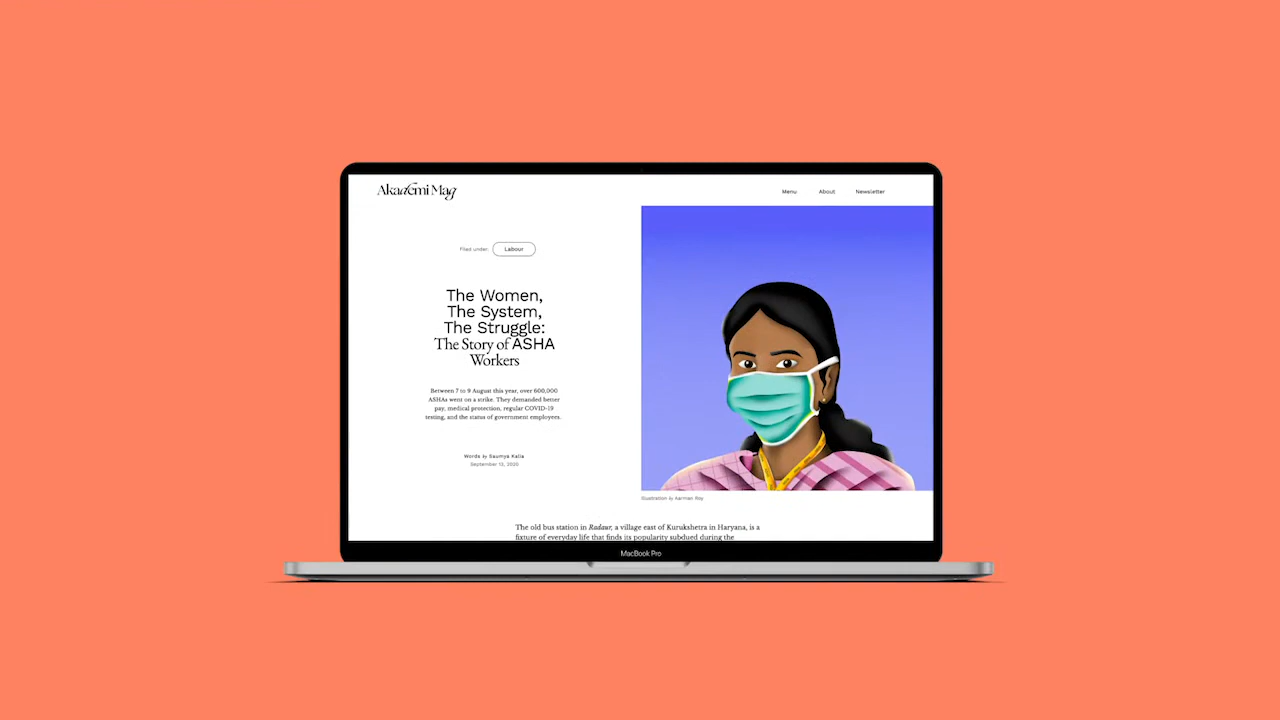 Akademi Mag
Menu
About
Newsletter
Filed under:
Labour
The Women,
The System,
The Struggle:
The Story of ASHA
Workers
Between 7 to 9 August this year, over 600,000
ASHAs went on a strike. They demanded better
pay, medical protection, regular COVID-19
testing, and the status of government employees.
Words by Saumya Kalia
September 13, 2020
Illustration by Aarman Roy
The old bus station in Radaur, a village east of Kurukshetra in Haryana, is a
fixture of everyday life that finds its popularity subdued during the
MacBook Pro